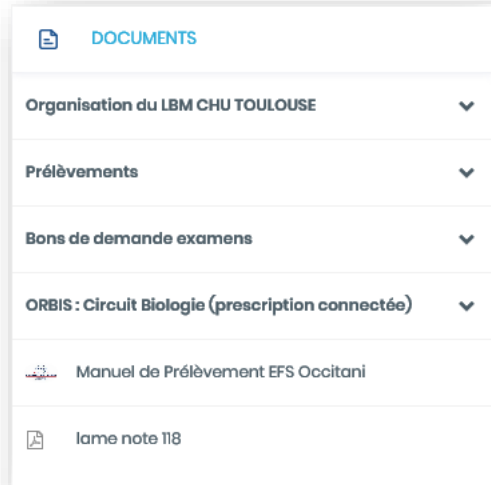 DOCUMENTS
Organisation du LBM CHU TOULOUSE
Prélèvements
Bons de demande examens
ORBIS : Circuit Biologie (prescription connectée)
Manuel de Prélèvement EFS Occitani
lame note 118